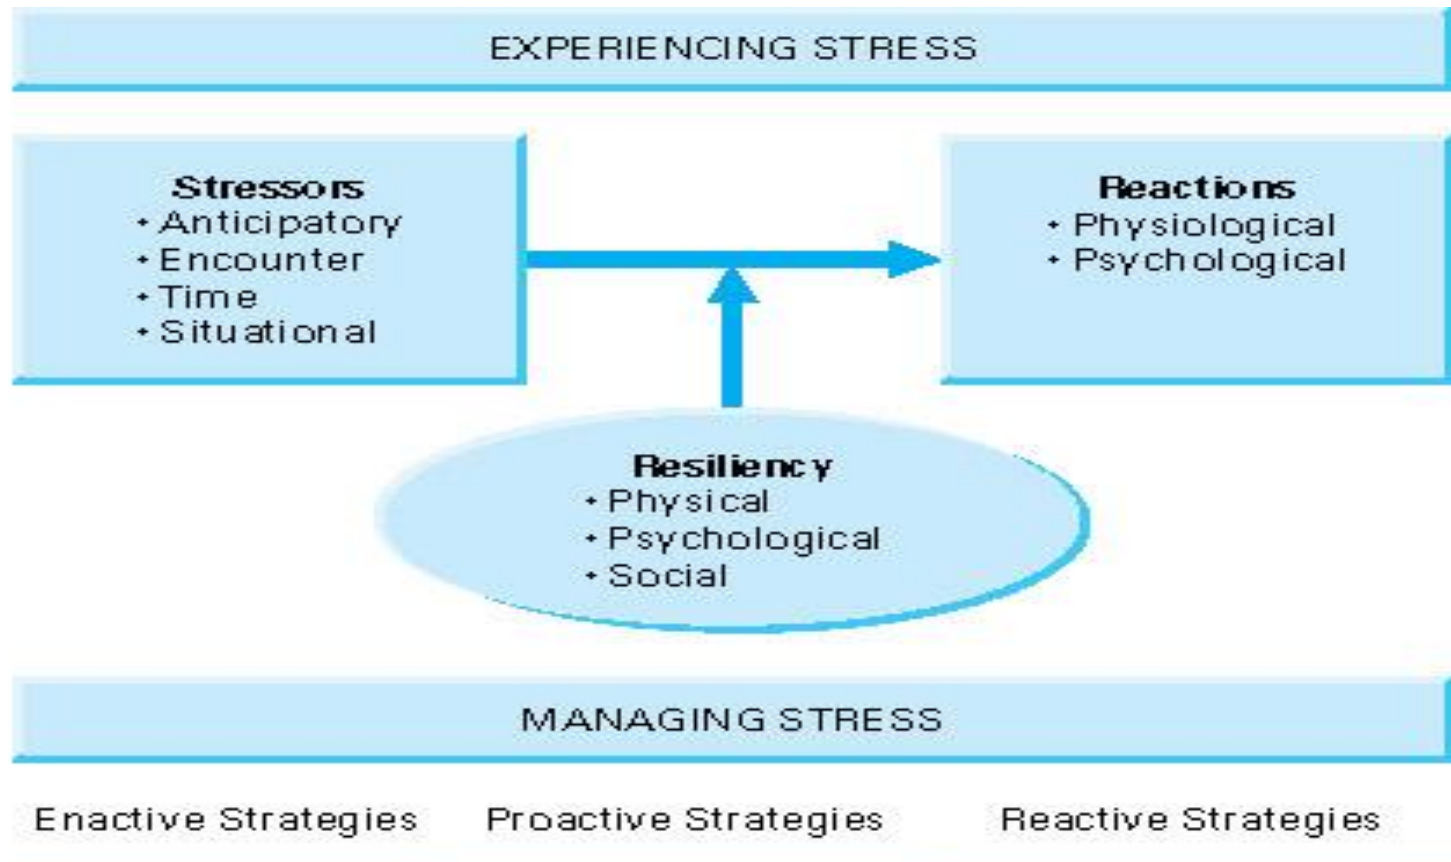 EXPERIENCING STRESS
Stressors
• Anticipatory
• Encounter
• Time
• Situational
Reactions
• Physiological
• Psychological
Resiliency
• Physical
• Psychological
• Social
MANAGING STRESS
Enactive Strategies Proactive Strategies Reactive Strategies